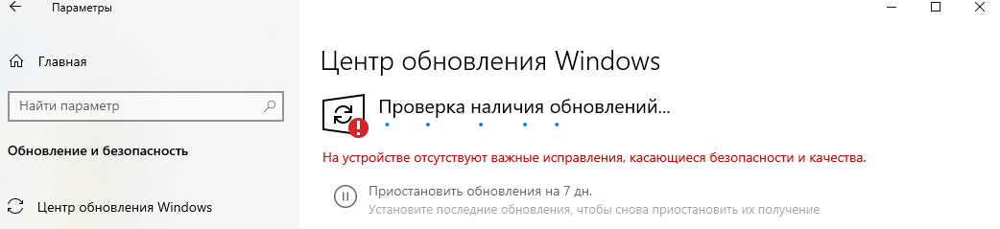 Параметры
Главная
Найти параметр
Обновление и безопасность
Центр обновления Windows
Центр обновления Windows
Проверка наличия обновлений...
На устройстве отсутствуют важные исправления, касающиеся безопасности и качества.
Приостановить обновления на 7 дн.
Установите последние обновления, чтобы снова приостановить их получение